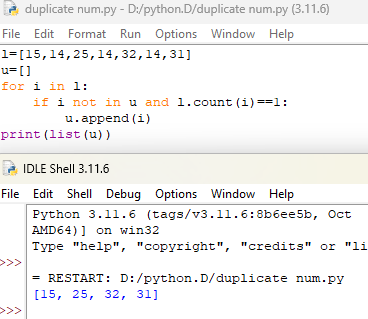 duplicate num.py - D:/python.D/duplicate num.py (3.11.6)
File Edit Format Run Options Window Help
l=[15,14,25,14,32,14,31]
u=[]
for i in l:
    if i not in u and l.count(i)==1:
        u.append(i)
print(list(u))
IDLE Shell 3.11.6
File Edit Shell Debug Options Window Help
Python 3.11.6 (tags/v3.11.6:8b6ee5b, Oct
AMD64)] on win32
Type "help", "copyright", "credits" or "li
>>>
= RESTART: D:/python.D/duplicate num.py
[15, 25, 32, 31]
>>>